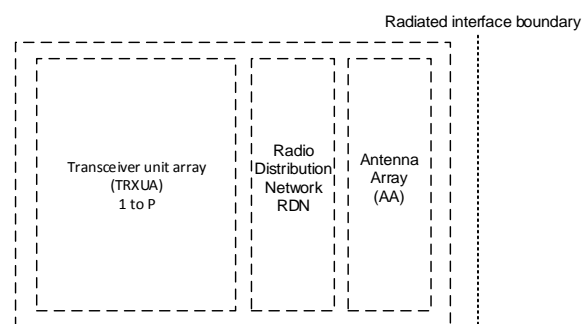 Radiated interface boundary
Transceiver unit array
(TRXUA)
1 to P
Radio
Distribution
Network
RDN
Antenna
Array
(AA)